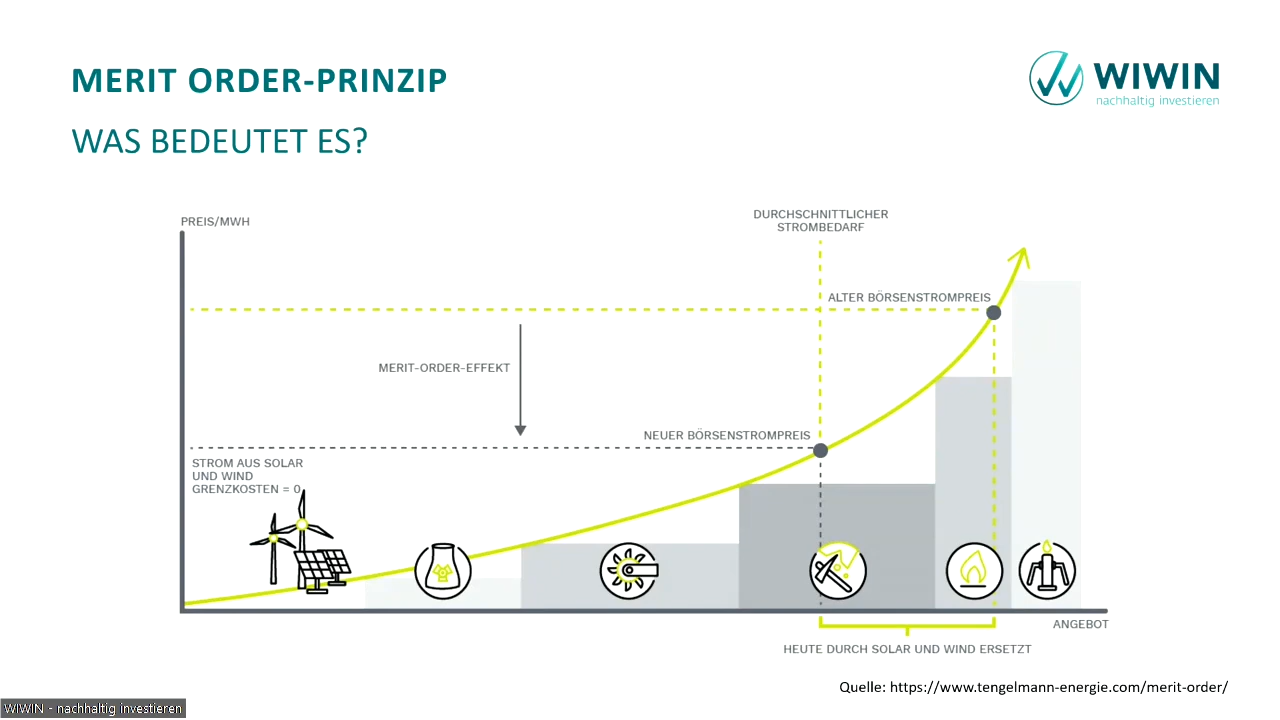 MERIT ORDER-PRINZIP
WAS BEDEUTET ES?
WIWIN
nachhaltig investieren
PREIS/MWH
DURCHSCHNITTLICHER
STROMBEDARF
ALTER BÖRSENSTROMPREIS
MERIT-ORDER-EFFEKT
NEUER BÖRSENSTROMPREIS
STROM AUS SOLAR
UND WIND
GRENZKOSTEN = 0
ANGEBOT
HEUTE DURCH SOLAR UND WIND ERSETZT
Quelle: https://www.tengelmann-energie.com/merit-order/
WIWIN - nachhaltig investieren